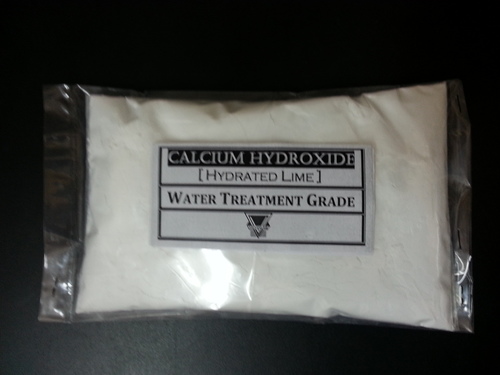 CALCIUM HYDROXIDE
[HYDRATED LIME]
WATER TREATMENT GRADE